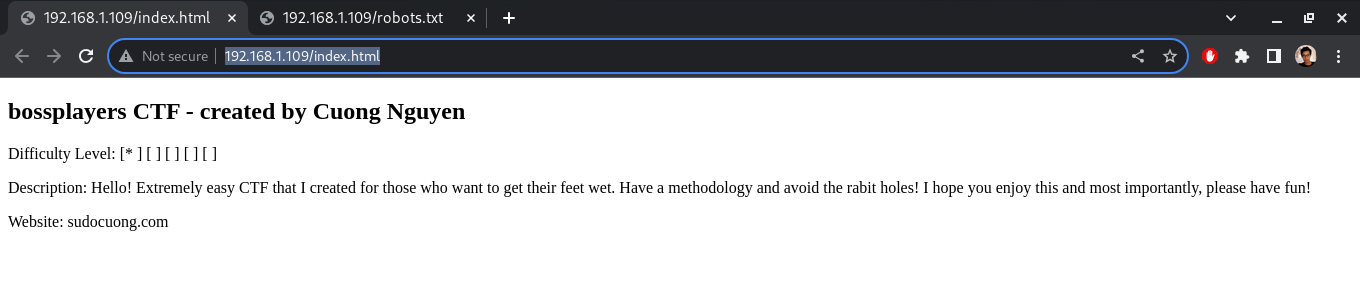 192.168.1.109/index.html
192.168.1.109/robots.txt
Not secure
192.168.1.109/index.html
bossplayers CTF - created by Cuong Nguyen
Difficulty Level: [* ] [ ] [ ] [ ] [ ]
Description: Hello! Extremely easy CTF that I created for those who want to get their feet wet. Have a methodology and avoid the rabit holes! I hope you enjoy this and most importantly, please have fun!
Website: sudocuong.com